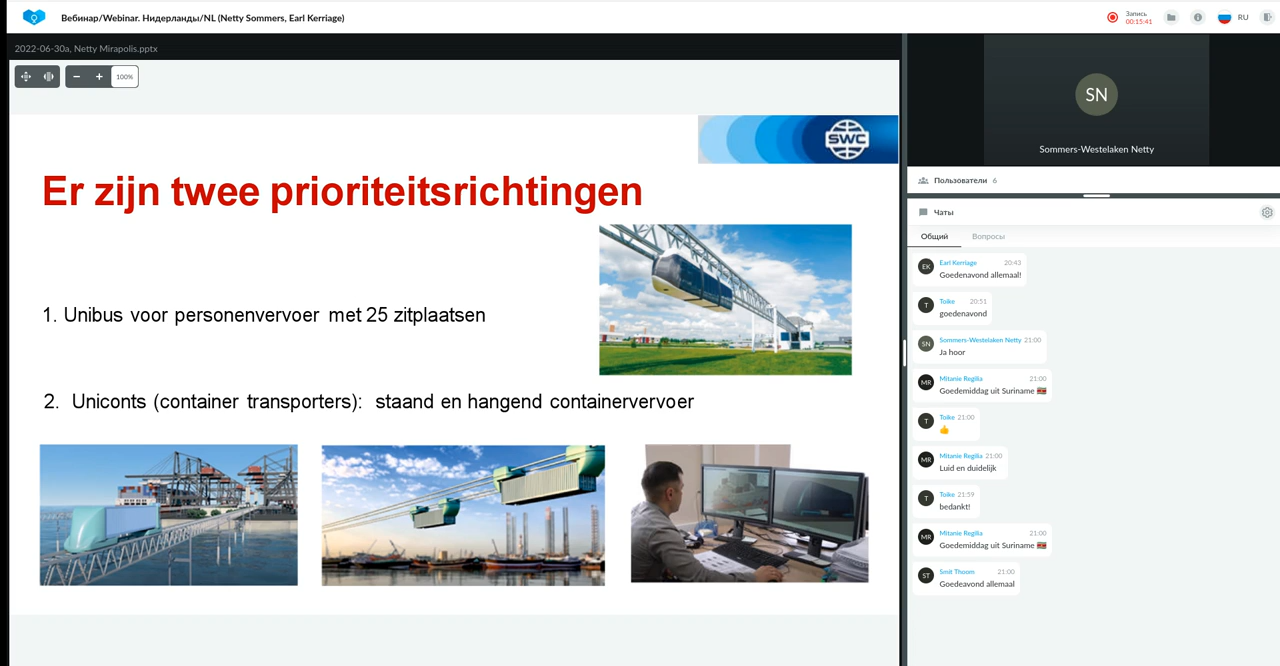 Вебинар/Webinar. Нидерланды/NL (Netty Sommers, Earl Kerriage)
Запись
00:15:41
RU
2022-06-30a, Netty Mirapolis.pptx
100%
SWC
Er zijn twee prioriteitsrichtingen
1. Unibus voor personenvervoer met 25 zitplaatsen
2. Uniconts (container transporters): staand en hangend containervervoer
SN
Sommers-Westelaken Netty
Пользователи 6
Чаты
Общий Вопросы
EK Earl Kerriage 20:43
Goedenavond allemaal!
T Toike 20:51
goedenavond
SN Sommers-Westelaken Netty 21:00
Ja hoor
MR Mitanie Regilia 21:00
Goedemiddag uit Suriname 🇸🇷
T Toike 21:00
👍
MR Mitanie Regilia 21:00
Luid en duidelijk
T Toike 21:59
bedankt!
MR Mitanie Regilia 21:00
Goedemiddag uit Suriname 🇸🇷
ST Smit Thoom 21:00
Goedeavond allemaal